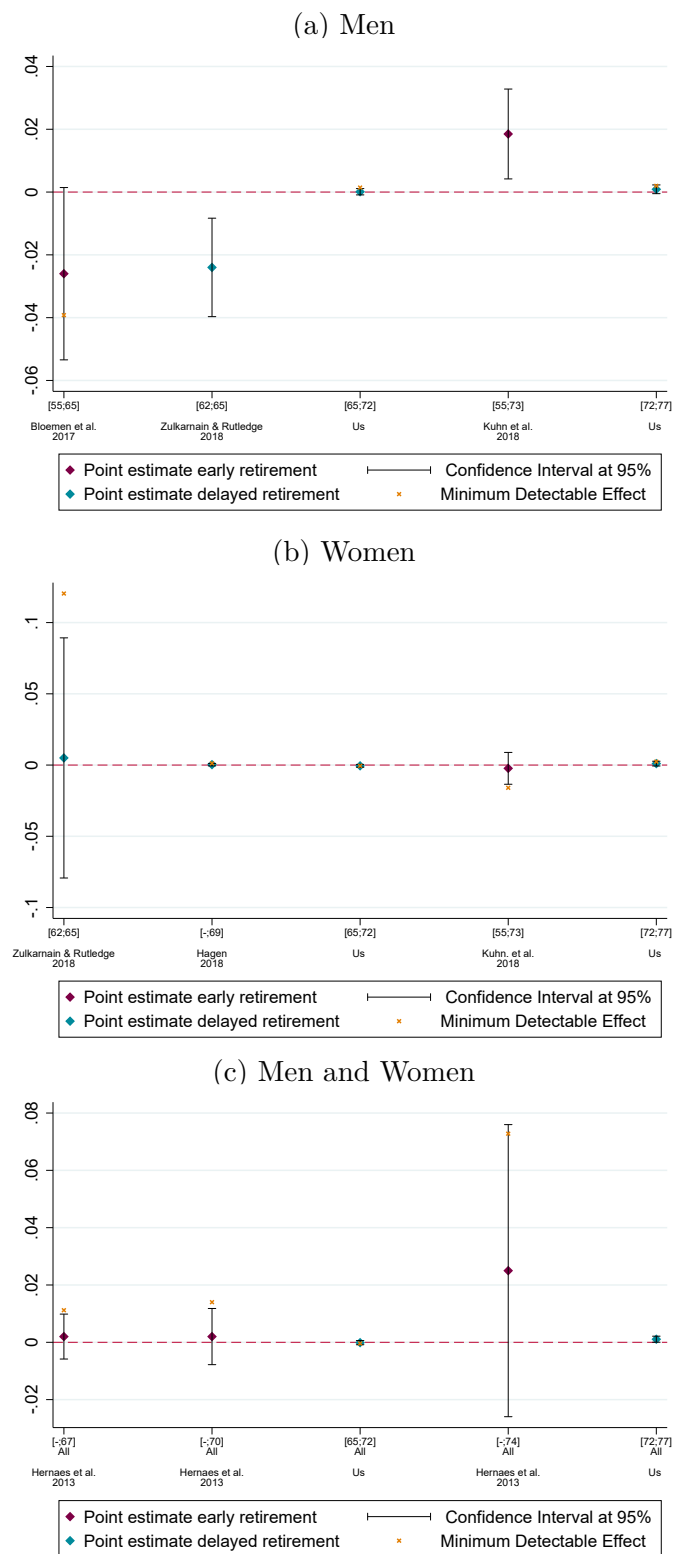 (a) Men
.04
.02
0
-.02
-.04
-.06
[55;65] [62;65] [65;72] [55;73] [72;77]
Bloemen et al. Zulkarnain & Rutledge Us Kuhn et al. Us
2017 2018 2018
Point estimate early retirement Confidence Interval at 95%
Point estimate delayed retirement Minimum Detectable Effect
(b) Women
.1
.05
0
-.05
-.1
[62;65] [-;69] [65;72] [55;73] [72;77]
Zulkarnain & Rutledge Hagen Us Kuhn. et al. Us
2018 2018 2018
Point estimate early retirement Confidence Interval at 95%
Point estimate delayed retirement Minimum Detectable Effect
(c) Men and Women
.08
.06
.04
.02
0
-.02
[-;67] [-;70] [65;72] [-;74] [72;77]
All All All All All
Hernaes et al. Hernaes et al. Us Hernaes et al. Us
2013 2013 2013
Point estimate early retirement Confidence Interval at 95%
Point estimate delayed retirement Minimum Detectable Effect